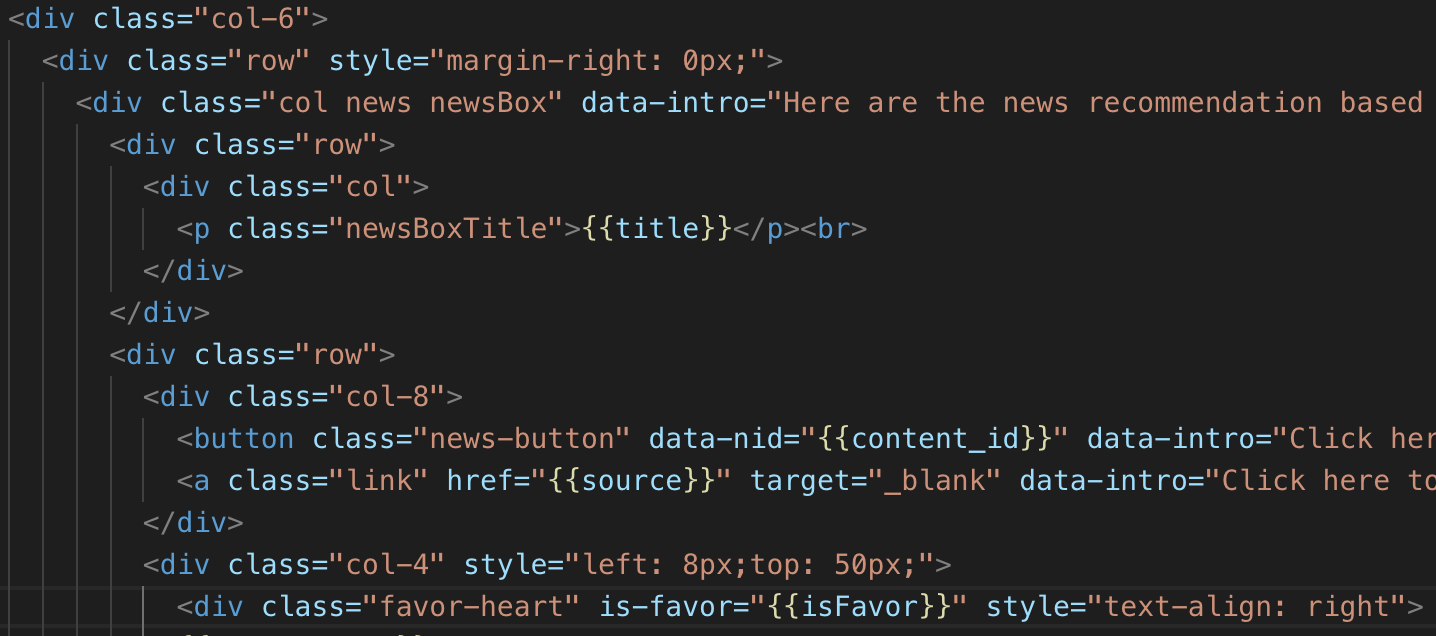 <div class="col-6">
<div class="row" style="margin-right: 0px;">
<div class="col news newsBox" data-intro="Here are the news recommendation based
<div class="row">
<div class="col">
<p class="newsBoxTitle">{{title}}</p><br>
</div>
</div>
<div class="row">
<div class="col-8">
<button class="news-button" data-nid="{{content_id}}" data-intro="Click her
<a class="link" href="{{source}}" target="_blank" data-intro="Click here to
</div>
<div class="col-4" style="left: 8px;top: 50px;">
<div class="favor-heart" is-favor="{{isFavor}}" style="text-align: right">